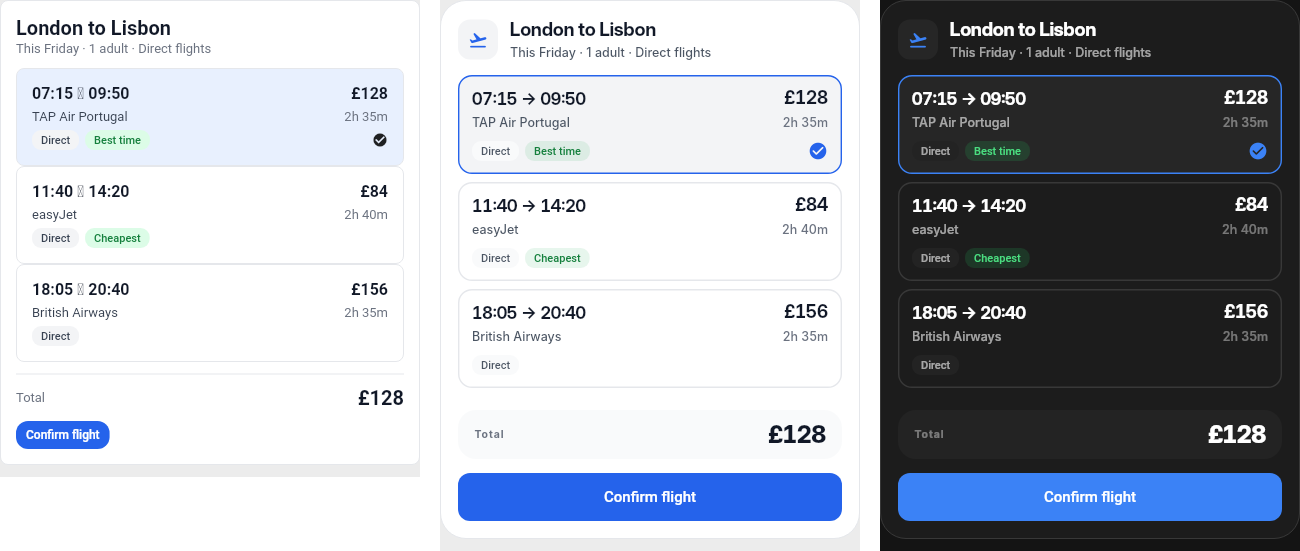 London to Lisbon
This Friday · 1 adult · Direct flights
07:15 09:50 £128
TAP Air Portugal 2h 35m
Direct Best time
11:40 14:20 £84
easyJet 2h 40m
Direct Cheapest
18:05 20:40 £156
British Airways 2h 35m
Direct
Total £128
Confirm flight
London to Lisbon
This Friday · 1 adult · Direct flights
07:15 → 09:50 £128
TAP Air Portugal 2h 35m
Direct Best time
11:40 → 14:20 £84
easyJet 2h 40m
Direct Cheapest
18:05 → 20:40 £156
British Airways 2h 35m
Direct
Total £128
Confirm flight
London to Lisbon
This Friday · 1 adult · Direct flights
07:15 → 09:50 £128
TAP Air Portugal 2h 35m
Direct Best time
11:40 → 14:20 £84
easyJet 2h 40m
Direct Cheapest
18:05 → 20:40 £156
British Airways 2h 35m
Direct
Total £128
Confirm flight